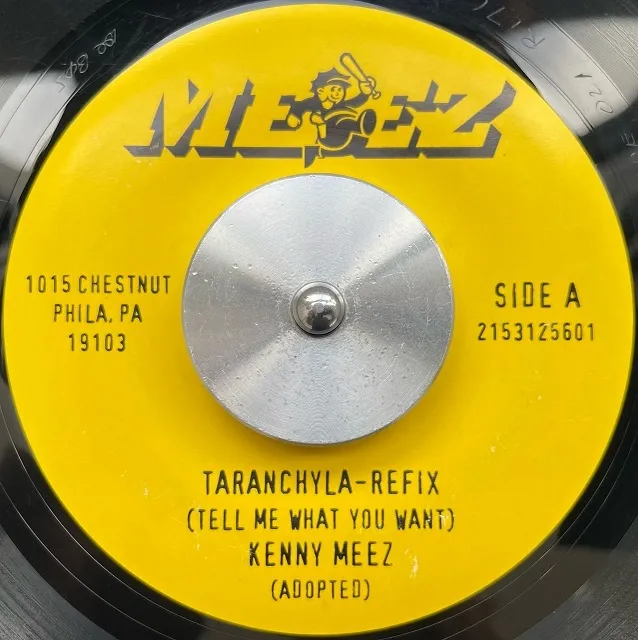 MEEZ
1015 CHESTNUT
PHILA, PA
19103
SIDE A
2153125601
TARANCHYLA-REFIX
(TELL ME WHAT YOU WANT)
KENNY MEEZ
(ADOPTED)